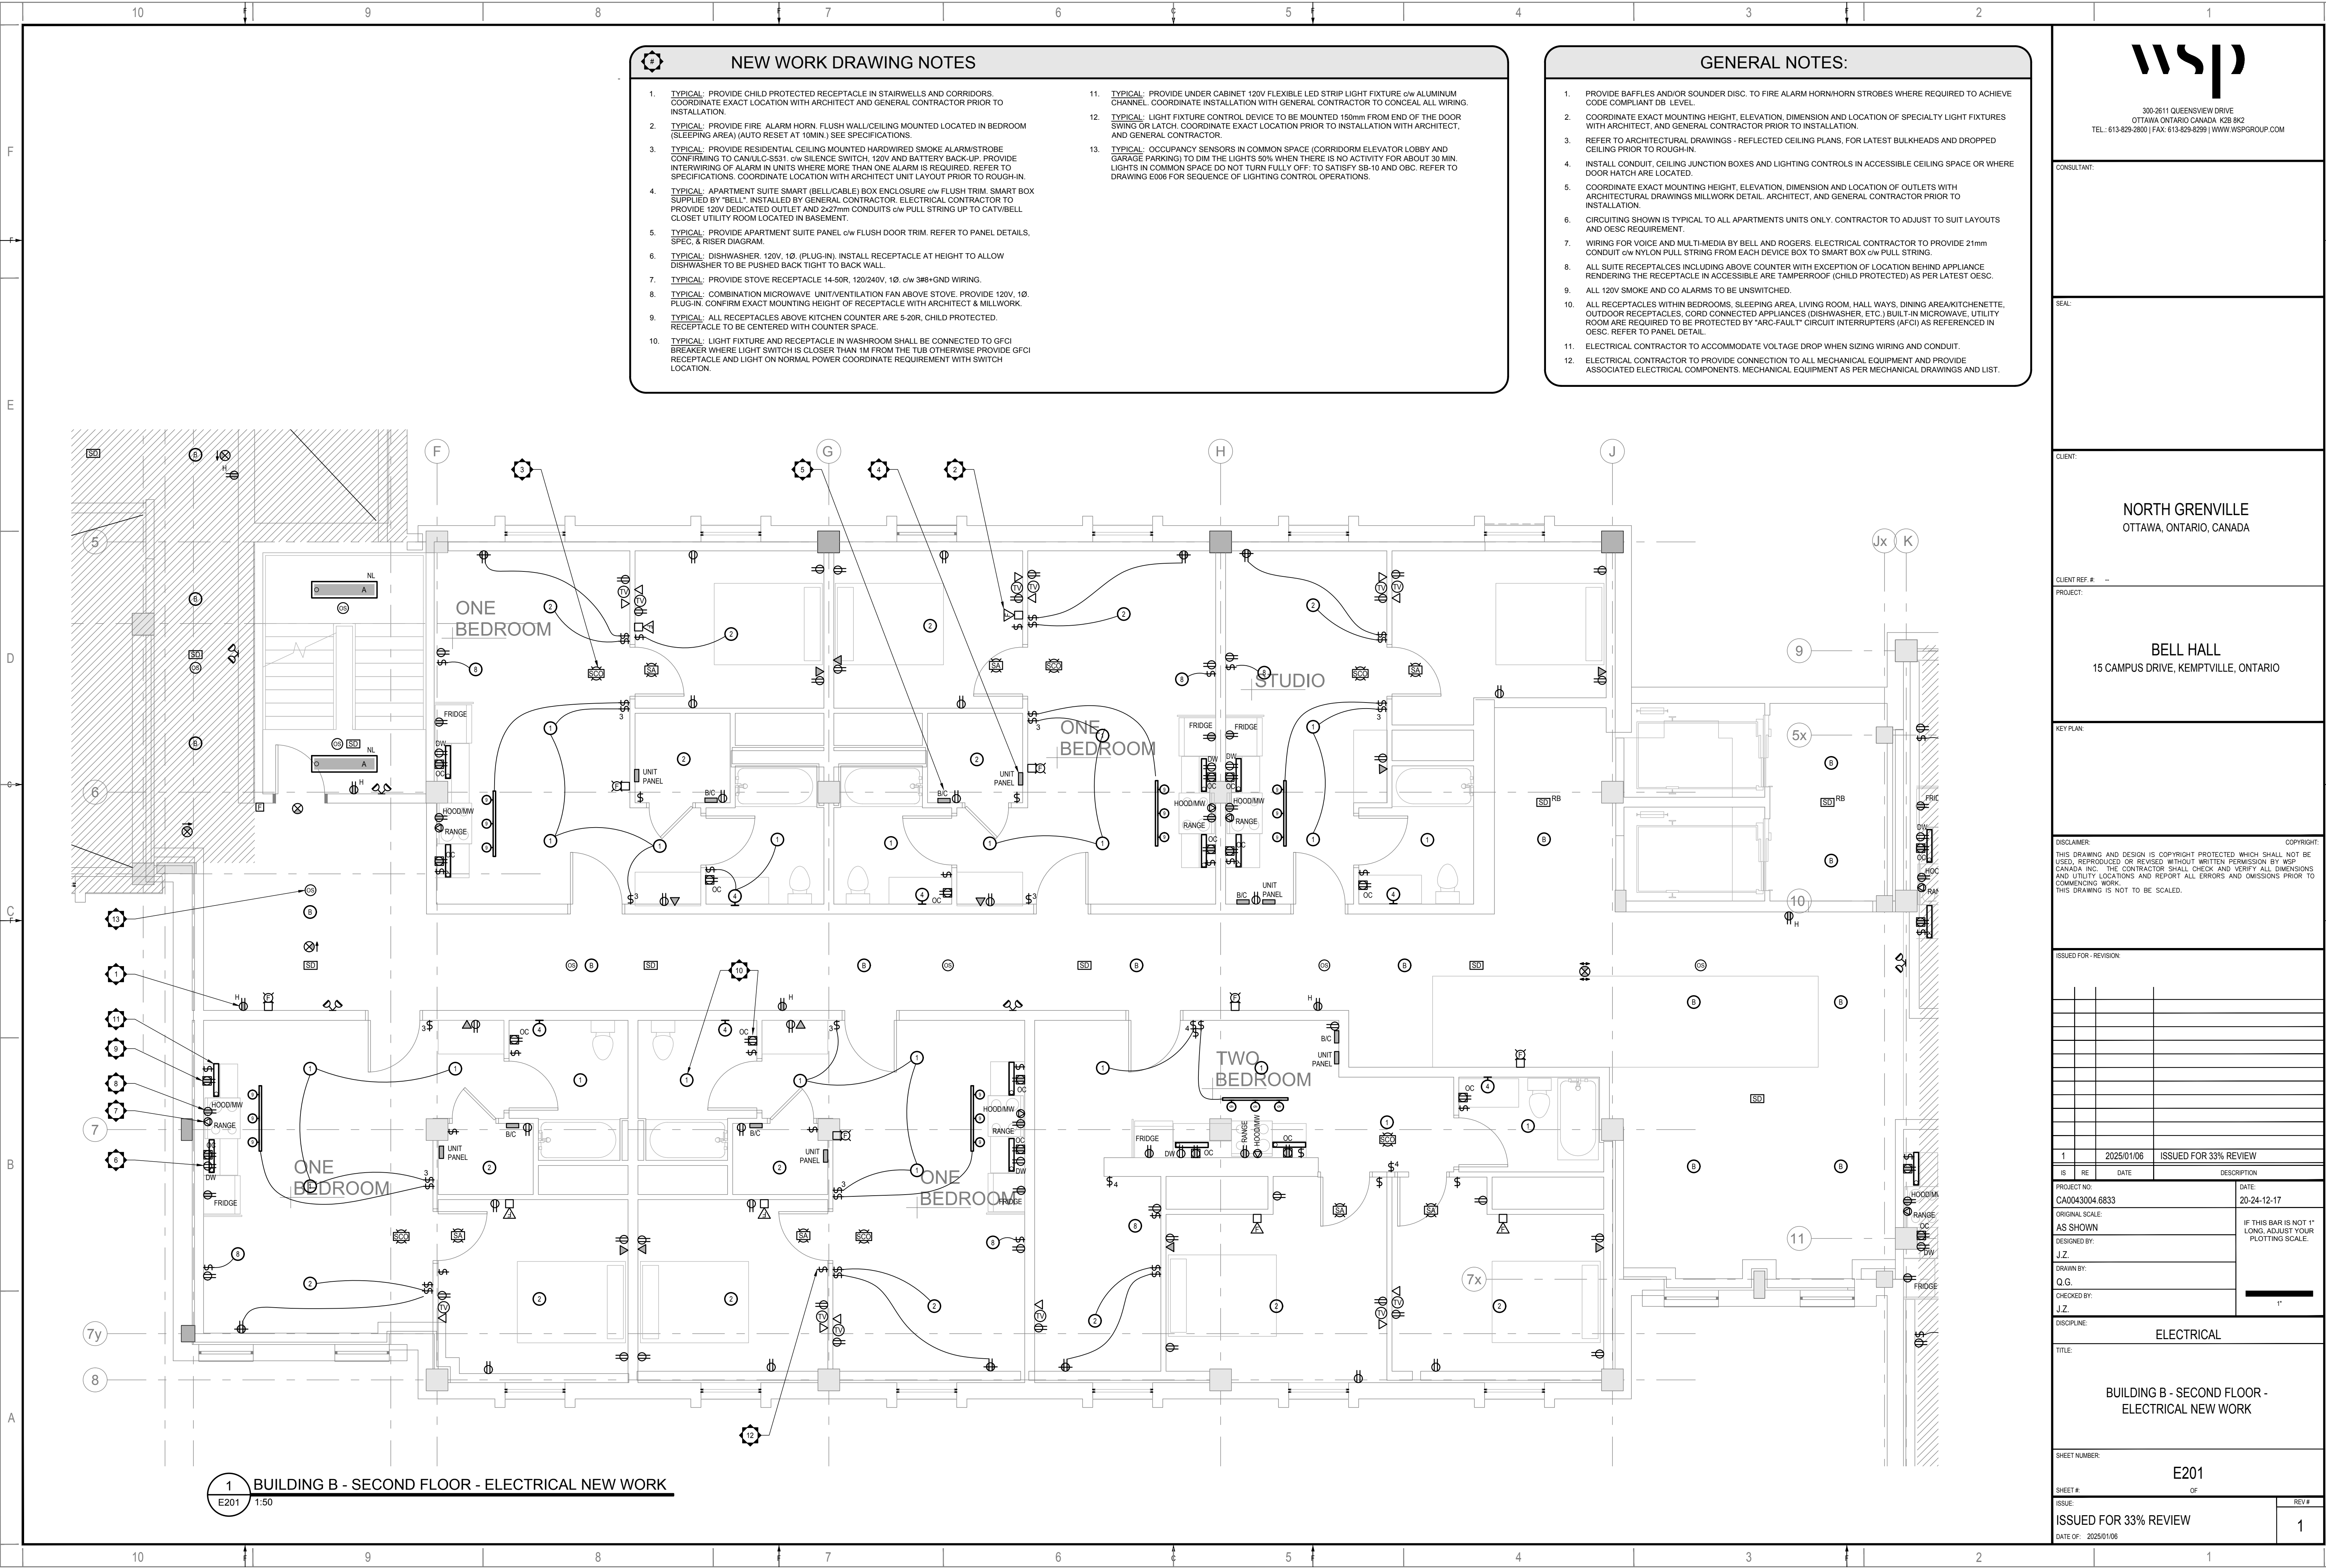 NEW WORK DRAWING NOTES
#
1. TYPICAL: PROVIDE CHILD PROTECTED RECEPTACLE IN STAIRWELLS AND CORRIDORS.
COORDINATE EXACT LOCATION WITH ARCHITECT AND GENERAL CONTRACTOR PRIOR TO
INSTALLATION.
2. TYPICAL: PROVIDE FIRE ALARM HORN. FLUSH WALL/CEILING MOUNTED LOCATED IN BEDROOM
(SLEEPING AREA) (AUTO RESET AT 10MIN.) SEE SPECIFICATIONS.
3. TYPICAL: PROVIDE RESIDENTIAL CEILING MOUNTED HARDWIRED SMOKE ALARM/STROBE
CONFIRMING TO CAN/ULC-S531. c/w SILENCE SWITCH, 120V AND BATTERY BACK-UP. PROVIDE
INTERWIRING OF ALARM IN UNITS WHERE MORE THAN ONE ALARM IS REQUIRED. REFER TO
SPECIFICATIONS. COORDINATE LOCATION WITH ARCHITECT UNIT LAYOUT PRIOR TO ROUGH-IN.
4. TYPICAL: APARTMENT SUITE SMART (BELL/CABLE) BOX ENCLOSURE c/w FLUSH TRIM. SMART BOX
SUPPLIED BY "BELL". INSTALLED BY GENERAL CONTRACTOR. ELECTRICAL CONTRACTOR TO
PROVIDE 120V DEDICATED OUTLET AND 2x27mm CONDUITS c/w PULL STRING UP TO CATV/BELL
CLOSET UTILITY ROOM LOCATED IN BASEMENT.
5. TYPICAL: PROVIDE APARTMENT SUITE PANEL c/w FLUSH DOOR TRIM. REFER TO PANEL DETAILS,
SPEC, & RISER DIAGRAM.
6. TYPICAL: DISHWASHER. 120V, 1Ø. (PLUG-IN). INSTALL RECEPTACLE AT HEIGHT TO ALLOW
DISHWASHER TO BE PUSHED BACK TIGHT TO BACK WALL.
7. TYPICAL: PROVIDE STOVE RECEPTACLE 14-50R, 120/240V, 1Ø. c/w 3#8+GND WIRING.
8. TYPICAL: COMBINATION MICROWAVE UNIT/VENTILATION FAN ABOVE STOVE. PROVIDE 120V, 1Ø.
PLUG-IN. CONFIRM EXACT MOUNTING HEIGHT OF RECEPTACLE WITH ARCHITECT & MILLWORK.
9. TYPICAL: ALL RECEPTACLES ABOVE KITCHEN COUNTER ARE 5-20R, CHILD PROTECTED.
RECEPTACLE TO BE CENTERED WITH COUNTER SPACE.
10. TYPICAL: LIGHT FIXTURE AND RECEPTACLE IN WASHROOM SHALL BE CONNECTED TO GFCI
BREAKER WHERE LIGHT SWITCH IS CLOSER THAN 1M FROM THE TUB OTHERWISE PROVIDE GFCI
RECEPTACLE AND LIGHT ON NORMAL POWER COORDINATE REQUIREMENT WITH SWITCH
LOCATION.
11. TYPICAL: PROVIDE UNDER CABINET 120V FLEXIBLE LED STRIP LIGHT FIXTURE c/w ALUMINUM
CHANNEL. COORDINATE INSTALLATION WITH GENERAL CONTRACTOR TO CONCEAL ALL WIRING.
12. TYPICAL: LIGHT FIXTURE CONTROL DEVICE TO BE MOUNTED 150mm FROM END OF THE DOOR
SWING OR LATCH. COORDINATE EXACT LOCATION PRIOR TO INSTALLATION WITH ARCHITECT,
AND GENERAL CONTRACTOR.
13. TYPICAL: OCCUPANCY SENSORS IN COMMON SPACE (CORRIDORM ELEVATOR LOBBY AND
GARAGE PARKING) TO DIM THE LIGHTS 50% WHEN THERE IS NO ACTIVITY FOR ABOUT 30 MIN.
LIGHTS IN COMMON SPACE DO NOT TURN FULLY OFF: TO SATISFY SB-10 AND OBC. REFER TO
DRAWING E006 FOR SEQUENCE OF LIGHTING CONTROL OPERATIONS.
GENERAL NOTES:
1. PROVIDE BAFFLES AND/OR SOUNDER DISC. TO FIRE ALARM HORN/HORN STROBES WHERE REQUIRED TO ACHIEVE
CODE COMPLIANT DB LEVEL.
2. COORDINATE EXACT MOUNTING HEIGHT, ELEVATION, DIMENSION AND LOCATION OF SPECIALTY LIGHT FIXTURES
WITH ARCHITECT, AND GENERAL CONTRACTOR PRIOR TO INSTALLATION.
3. REFER TO ARCHITECTURAL DRAWINGS - REFLECTED CEILING PLANS, FOR LATEST BULKHEADS AND DROPPED
CEILING PRIOR TO ROUGH-IN.
4. INSTALL CONDUIT, CEILING JUNCTION BOXES AND LIGHTING CONTROLS IN ACCESSIBLE CEILING SPACE OR WHERE
DOOR HATCH ARE LOCATED.
5. COORDINATE EXACT MOUNTING HEIGHT, ELEVATION, DIMENSION AND LOCATION OF OUTLETS WITH
ARCHITECTURAL DRAWINGS MILLWORK DETAIL. ARCHITECT, AND GENERAL CONTRACTOR PRIOR TO
INSTALLATION.
6. CIRCUITING SHOWN IS TYPICAL TO ALL APARTMENTS UNITS ONLY. CONTRACTOR TO ADJUST TO SUIT LAYOUTS
AND OESC REQUIREMENT.
7. WIRING FOR VOICE AND MULTI-MEDIA BY BELL AND ROGERS. ELECTRICAL CONTRACTOR TO PROVIDE 21mm
CONDUIT c/w NYLON PULL STRING FROM EACH DEVICE BOX TO SMART BOX c/w PULL STRING.
8. ALL SUITE RECEPTALCES INCLUDING ABOVE COUNTER WITH EXCEPTION OF LOCATION BEHIND APPLIANCE
RENDERING THE RECEPTACLE IN ACCESSIBLE ARE TAMPERROOF (CHILD PROTECTED) AS PER LATEST OESC.
9. ALL 120V SMOKE AND CO ALARMS TO BE UNSWITCHED.
10. ALL RECEPTACLES WITHIN BEDROOMS, SLEEPING AREA, LIVING ROOM, HALL WAYS, DINING AREA/KITCHENETTE,
OUTDOOR RECEPTACLES, CORD CONNECTED APPLIANCES (DISHWASHER, ETC.) BUILT-IN MICROWAVE, UTILITY
ROOM ARE REQUIRED TO BE PROTECTED BY "ARC-FAULT" CIRCUIT INTERRUPTERS (AFCI) AS REFERENCED IN
OESC. REFER TO PANEL DETAIL.
11. ELECTRICAL CONTRACTOR TO ACCOMMODATE VOLTAGE DROP WHEN SIZING WIRING AND CONDUIT.
12. ELECTRICAL CONTRACTOR TO PROVIDE CONNECTION TO ALL MECHANICAL EQUIPMENT AND PROVIDE
ASSOCIATED ELECTRICAL COMPONENTS. MECHANICAL EQUIPMENT AS PER MECHANICAL DRAWINGS AND LIST.
F G H J
Jx K
5
6
7
7y
8
9
5x
10
11
7x
ONE
BEDROOM
ONE
BEDROOM
STUDIO
ONE
BEDROOM
ONE
BEDROOM
TWO
BEDROOM
FRIDGE
DW
OC
HOOD/MW
RANGE
UNIT
PANEL
B/C
1
BUILDING B - SECOND FLOOR - ELECTRICAL NEW WORK
E201
1:50
wsp
300-2611 QUEENSVIEW DRIVE
OTTAWA ONTARIO CANADA K2B 8K2
TEL.: 613-829-2800 | FAX: 613-829-8299 | WWW.WSPGROUP.COM
CONSULTANT:
SEAL:
CLIENT:
NORTH GRENVILLE
OTTAWA, ONTARIO, CANADA
CLIENT REF. #: --
PROJECT:
BELL HALL
15 CAMPUS DRIVE, KEMPTVILLE, ONTARIO
KEY PLAN:
DISCLAIMER: COPYRIGHT:
THIS DRAWING AND DESIGN IS COPYRIGHT PROTECTED WHICH SHALL NOT BE
USED, REPRODUCED OR REVISED WITHOUT WRITTEN PERMISSION BY WSP
CANADA INC. THE CONTRACTOR SHALL CHECK AND VERIFY ALL DIMENSIONS
AND UTILITY LOCATIONS AND REPORT ALL ERRORS AND OMISSIONS PRIOR TO
COMMENCING WORK.
THIS DRAWING IS NOT TO BE SCALED.
ISSUED FOR - REVISION:
1 2025/01/06 ISSUED FOR 33% REVIEW
IS RE DATE DESCRIPTION
PROJECT NO: DATE:
CA0043004.6833 20-24-12-17
ORIGINAL SCALE:
AS SHOWN
IF THIS BAR IS NOT 1"
LONG, ADJUST YOUR
PLOTTING SCALE.
DESIGNED BY:
J.Z.
DRAWN BY:
Q.G.
CHECKED BY:
J.Z.
1"
DISCIPLINE:
ELECTRICAL
TITLE:
BUILDING B - SECOND FLOOR -
ELECTRICAL NEW WORK
SHEET NUMBER:
E201
SHEET #: OF
ISSUE: REV #
ISSUED FOR 33% REVIEW
1
DATE OF: 2025/01/06